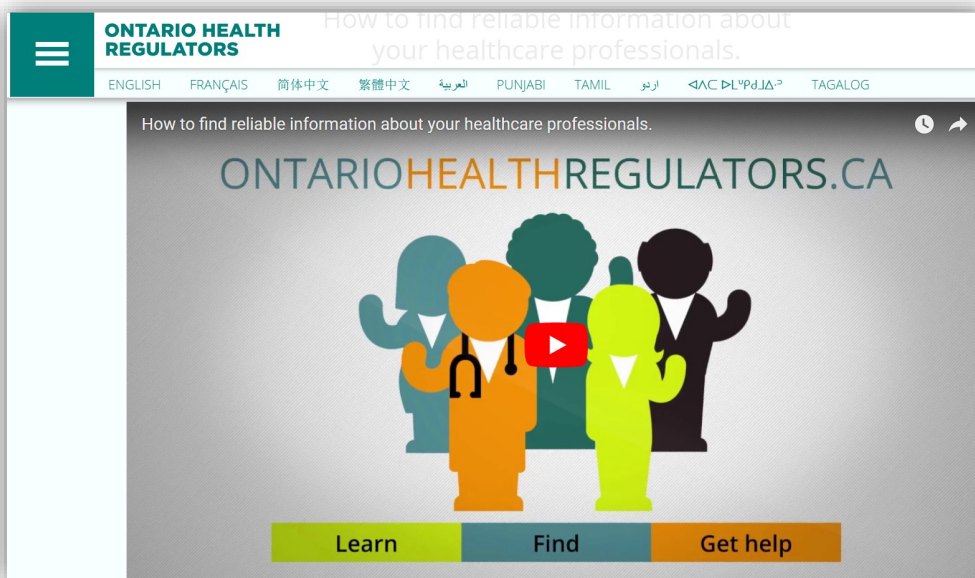 How to find reliable information about
your healthcare professionals.
ONTARIO HEALTH
REGULATORS
ENGLISH FRANÇAIS 简体中文 繁體中文 العربية PUNJABI TAMIL اردو ᐊᐱᑕ ᐅᒪᒃᑭᑯᒧᐃᐧᐣ TAGALOG
How to find reliable information about your healthcare professionals.
ONTARIOHEALTHREGULATORS.CA
Learn Find Get help